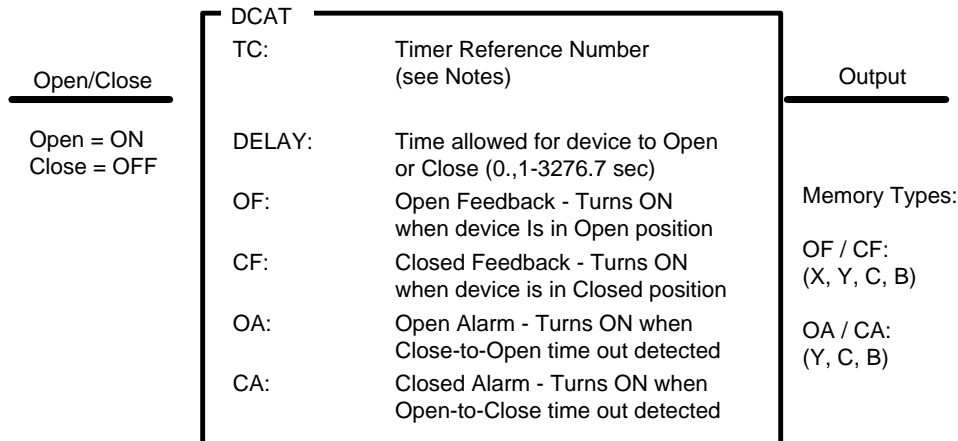 DCAT
Open/Close
Open = ON
Close = OFF
TC: Timer Reference Number
(see Notes)
DELAY: Time allowed for device to Open
or Close (0.,1-3276.7 sec)
OF: Open Feedback - Turns ON
when device Is in Open position
CF: Closed Feedback - Turns ON
when device is in Closed position
OA: Open Alarm - Turns ON when
Close-to-Open time out detected
CA: Closed Alarm - Turns ON when
Open-to-Close time out detected
Output
Memory Types:
OF / CF:
(X, Y, C, B)
OA / CA:
(Y, C, B)